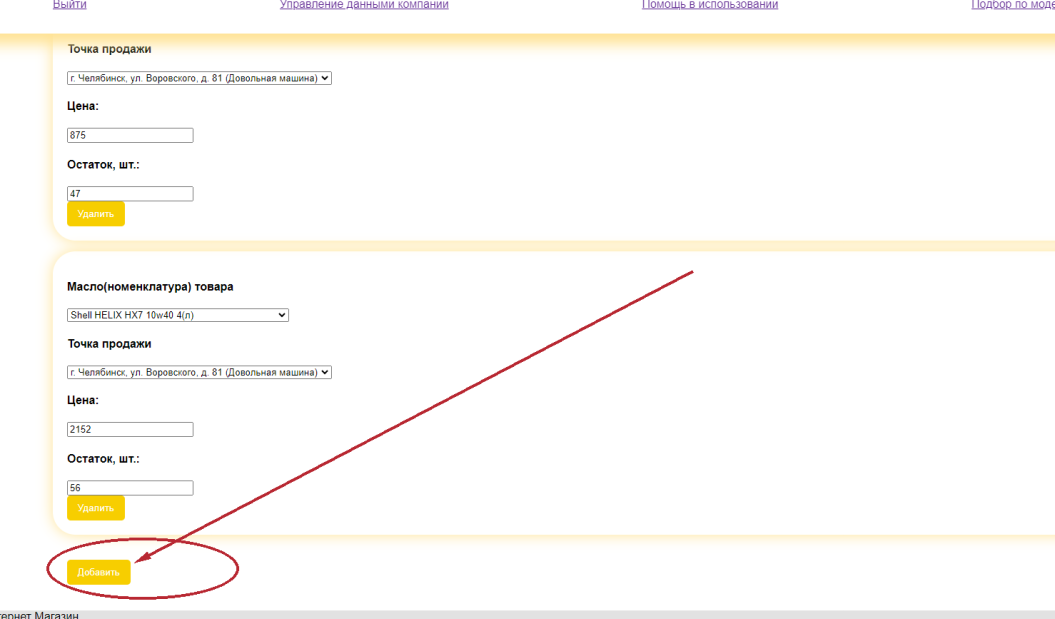 Выйти Управление данными компании Помощь в использовании Подбор по
Точка продажи
г. Челябинск, ул. Воровского, д. 81 (Довольная машина)
Цена:
875
Остаток, шт.:
47
Удалить
Масло(номенклатура) товара
Shell HELIX HX7 10w40 4(л)
Точка продажи
г. Челябинск, ул. Воровского, д. 81 (Довольная машина)
Цена:
2152
Остаток, шт.:
56
Удалить
Добавить
Магазин